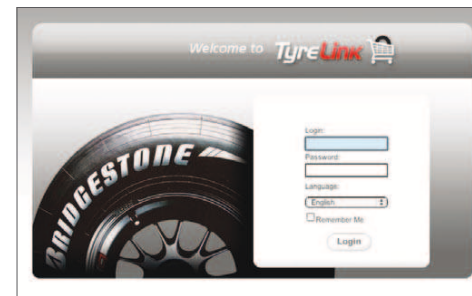 Welcome to TyreLink
BRIDGESTONE
Login:
Password:
Language:
English
Remember Me
Login